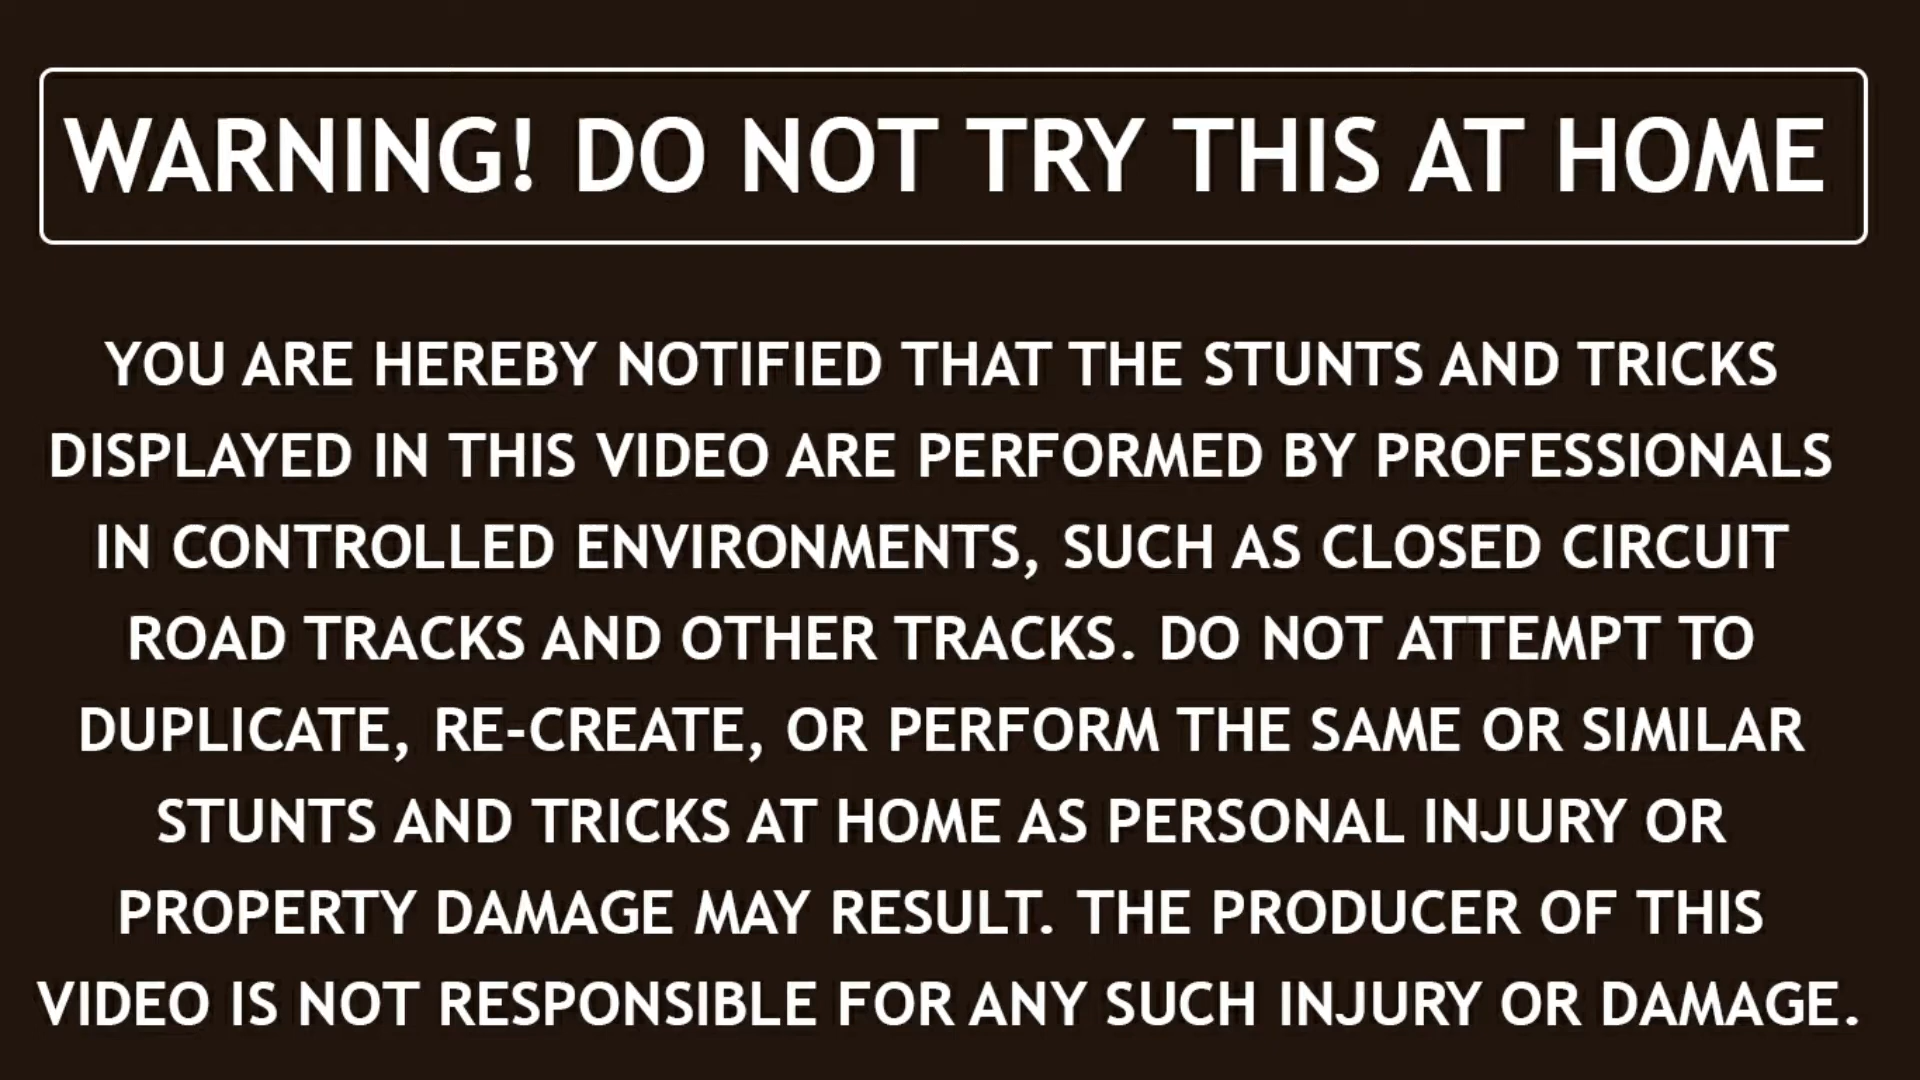 WARNING! DO NOT TRY THIS AT HOME
YOU ARE HEREBY NOTIFIED THAT THE STUNTS AND TRICKS
DISPLAYED IN THIS VIDEO ARE PERFORMED BY PROFESSIONALS
IN CONTROLLED ENVIRONMENTS, SUCH AS CLOSED CIRCUIT
ROAD TRACKS AND OTHER TRACKS. DO NOT ATTEMPT TO
DUPLICATE, RE-CREATE, OR PERFORM THE SAME OR SIMILAR
STUNTS AND TRICKS AT HOME AS PERSONAL INJURY OR
PROPERTY DAMAGE MAY RESULT. THE PRODUCER OF THIS
VIDEO IS NOT RESPONSIBLE FOR ANY SUCH INJURY OR DAMAGE.